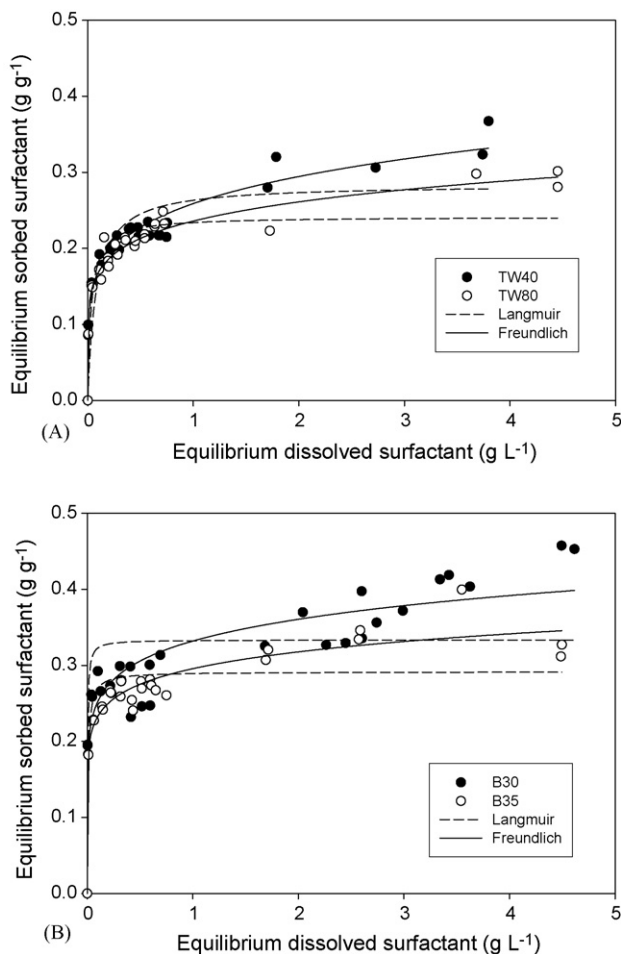 0.5
0.4
0.3
0.2
0.1
0.0
Equilibrium sorbed surfactant (g g⁻¹)
TW40
TW80
Langmuir
Freundlich
0 1 2 3 4 5
(A)
Equilibrium dissolved surfactant (g L⁻¹)
0.5
0.4
0.3
0.2
0.1
0.0
Equilibrium sorbed surfactant (g g⁻¹)
B30
B35
Langmuir
Freundlich
0 1 2 3 4 5
(B)
Equilibrium dissolved surfactant (g L⁻¹)